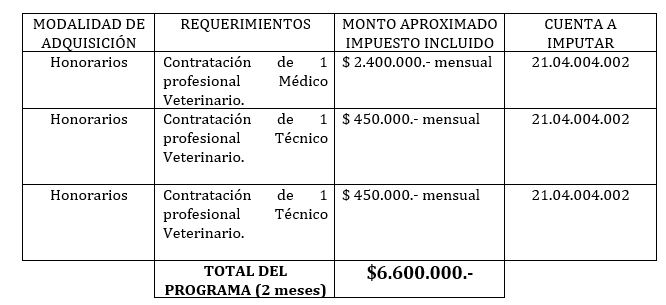 MODALIDAD DE ADQUISICIÓN | REQUERIMIENTOS | MONTO APROXIMADO IMPUESTO INCLUIDO | CUENTA A IMPUTAR
Honorarios | Contratación de 1 profesional Médico Veterinario. | $ 2.400.000.- mensual | 21.04.004.002
Honorarios | Contratación de 1 profesional Técnico Veterinario. | $ 450.000.- mensual | 21.04.004.002
Honorarios | Contratación de 1 profesional Técnico Veterinario. | $ 450.000.- mensual | 21.04.004.002
TOTAL DEL PROGRAMA (2 meses) | $6.600.000.-